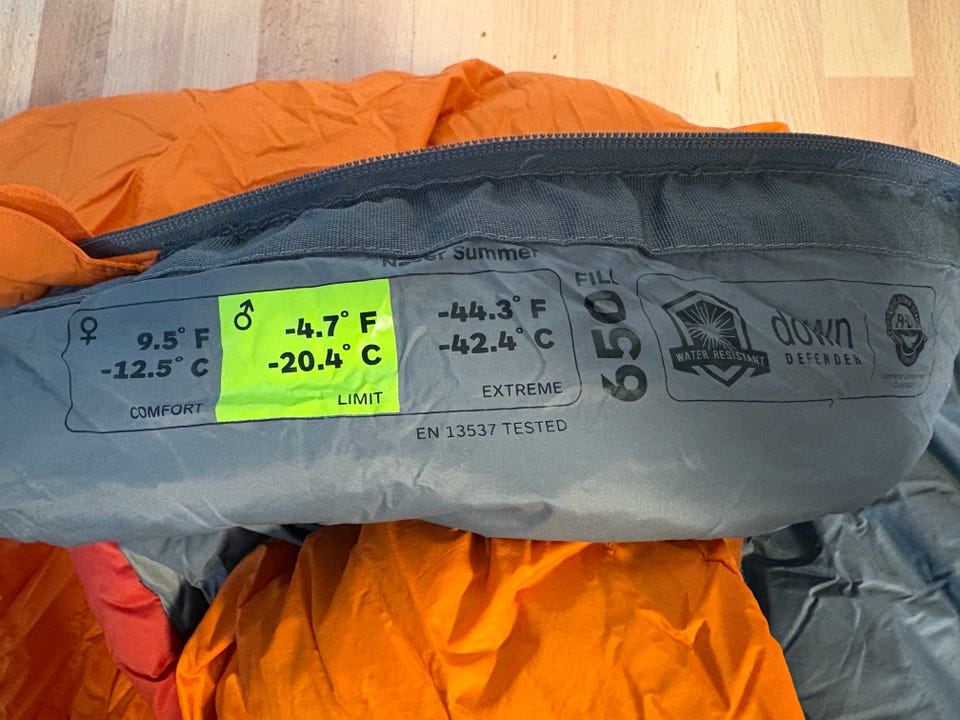 Never Summer
♀ 9.5° F
-12.5° C
COMFORT
♂ -4.7° F
-20.4° C
LIMIT
-44.3° F
-42.4° C
EXTREME
EN 13537 TESTED
650 FILL
WATER RESISTANT
down
DEFENDER